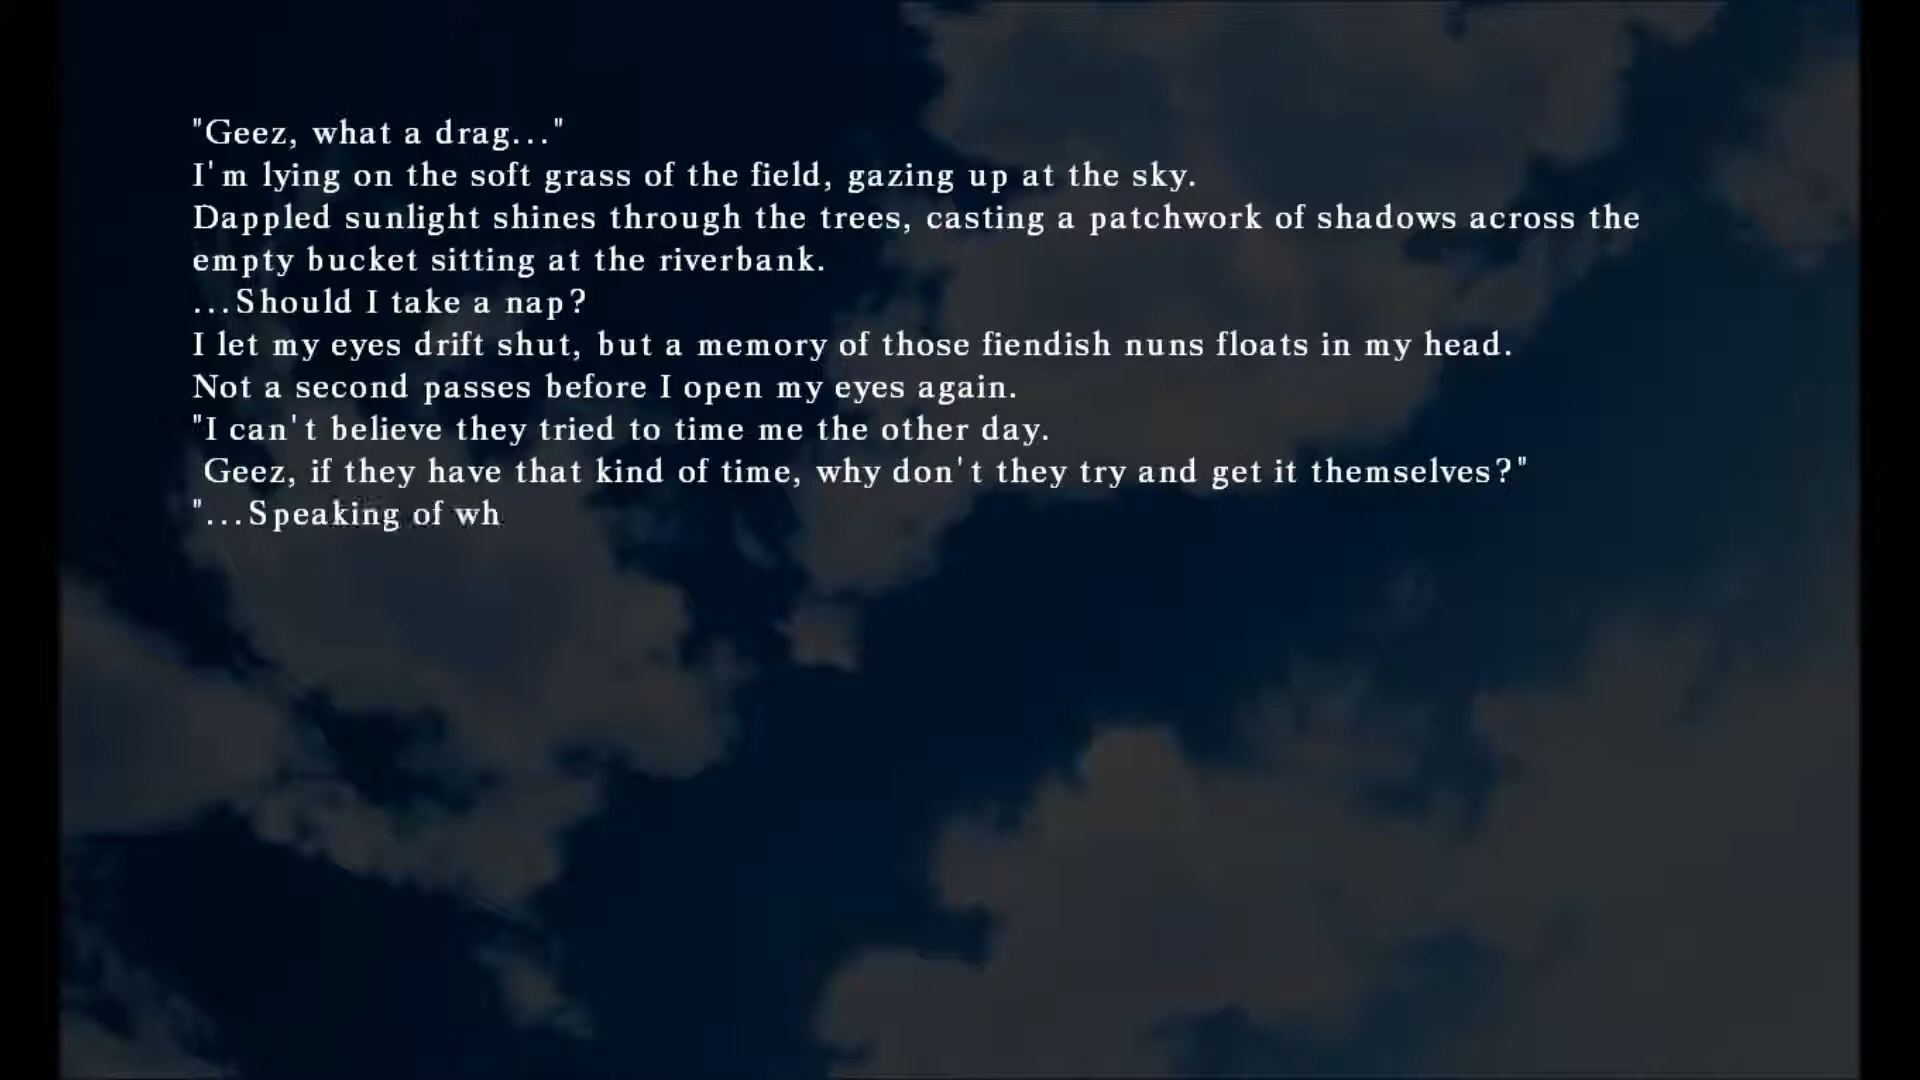 "Geez, what a drag..."
I'm lying on the soft grass of the field, gazing up at the sky.
Dappled sunlight shines through the trees, casting a patchwork of shadows across the
empty bucket sitting at the riverbank.
...Should I take a nap?
I let my eyes drift shut, but a memory of those fiendish nuns floats in my head.
Not a second passes before I open my eyes again.
"I can't believe they tried to time me the other day.
Geez, if they have that kind of time, why don't they try and get it themselves?"
"...Speaking of wh